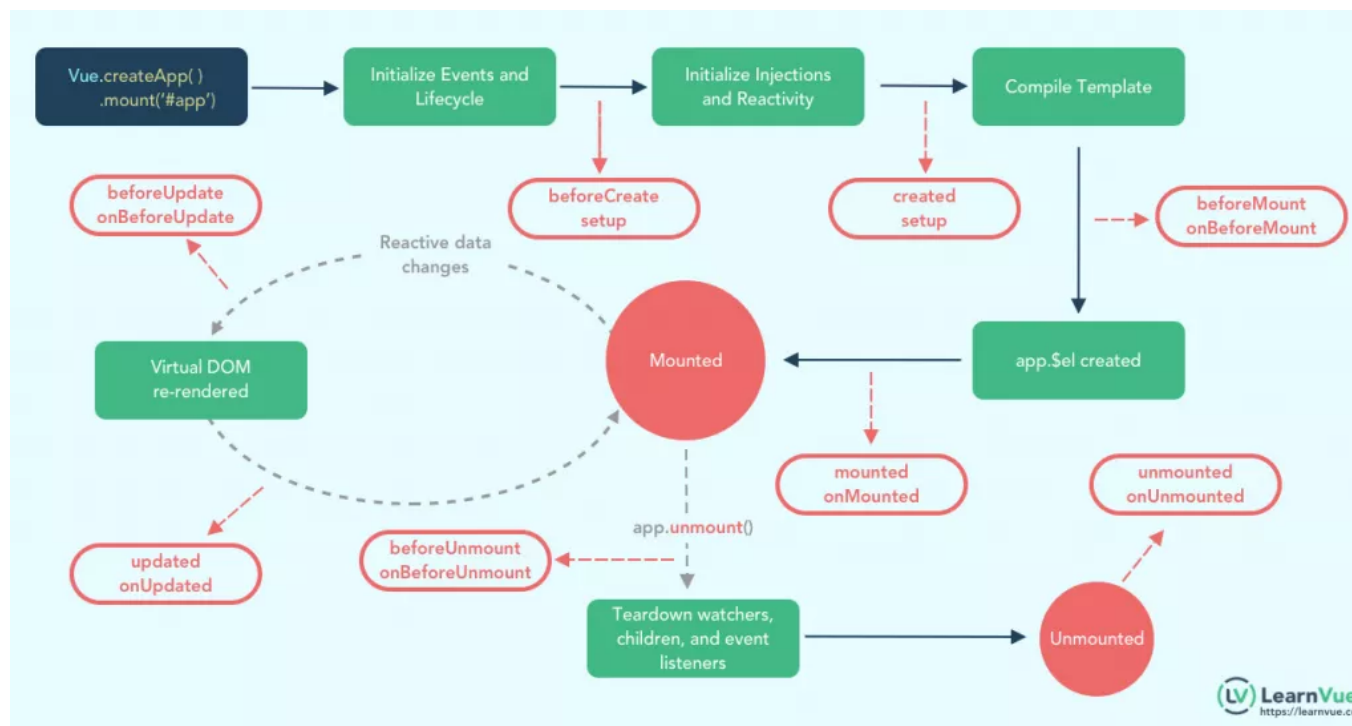 Vue.createApp( )
.mount('#app')
Initialize Events and
Lifecycle
Initialize Injections
and Reactivity
Compile Template
beforeUpdate
onBeforeUpdate
beforeCreate
setup
created
setup
beforeMount
onBeforeMount
Reactive data
changes
Virtual DOM
re-rendered
Mounted
app.$el created
mounted
onMounted
unmounted
onUnmounted
app.unmount()
updated
onUpdated
beforeUnmount
onBeforeUnmount
Teardown watchers,
children, and event
listeners
Unmounted
LV LearnVue
https://learnvue.c